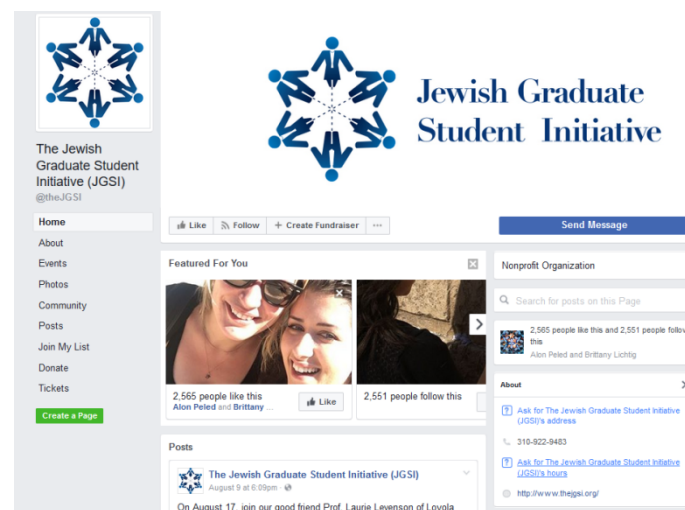 Jewish Graduate
Student Initiative
The Jewish
Graduate Student
Initiative (JGSI)
@theJGSI
Home
About
Events
Photos
Community
Posts
Join My List
Donate
Tickets
Create a Page
Like
Follow
+ Create Fundraiser
Send Message
Featured For You
2,565 people like this
Alon Peled and Brittany ...
Like
2,551 people follow this
Posts
The Jewish Graduate Student Initiative (JGSI)
August 9 at 6:09pm ·
On August 17, join our good friend Prof. Laurie Levenson of Loyola
Nonprofit Organization
Search for posts on this Page
2,565 people like this and 2,551 people follow
this
Alon Peled and Brittany Lichtig
About
Ask for The Jewish Graduate Student Initiative
(JGSI)'s address
310-922-9483
Ask for The Jewish Graduate Student Initiative
(JGSI)'s hours
http://www.thejgsi.org/